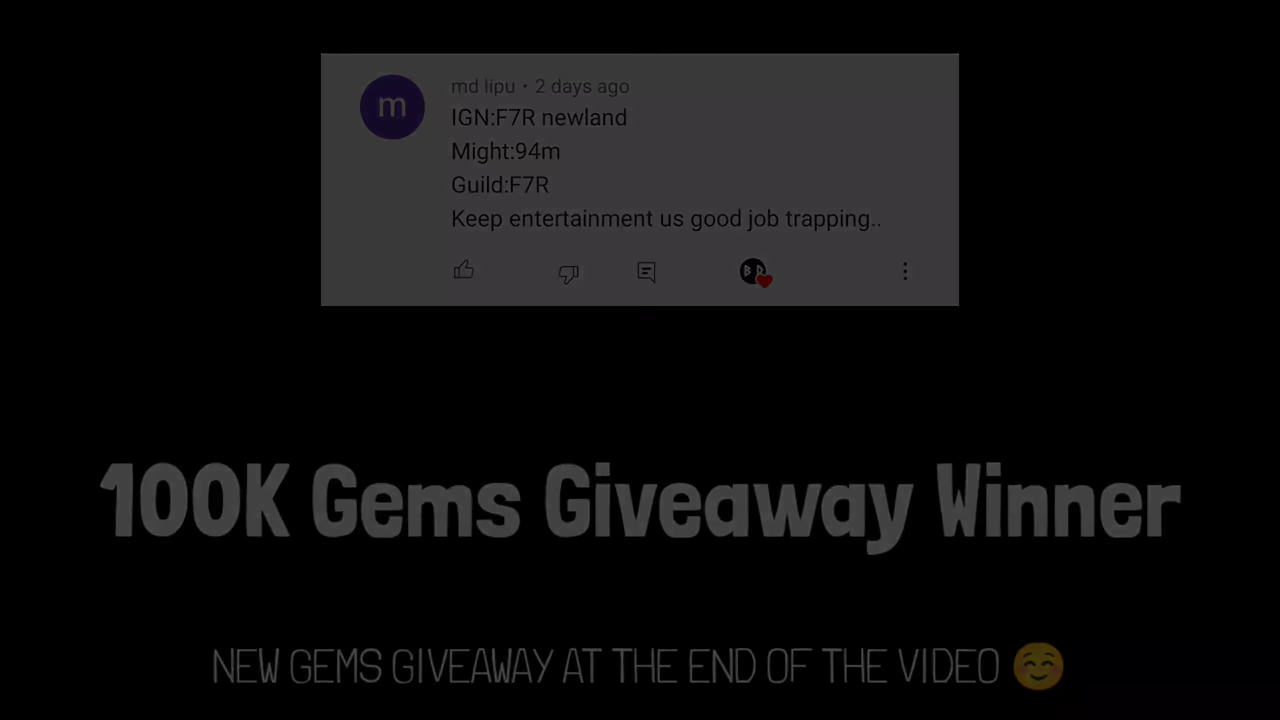 m
md lipu • 2 days ago
IGN:F7R newland
Might:94m
Guild:F7R
Keep entertainment us good job trapping..
B D
100K Gems Giveaway Winner
NEW GEMS GIVEAWAY AT THE END OF THE VIDEO ☺️